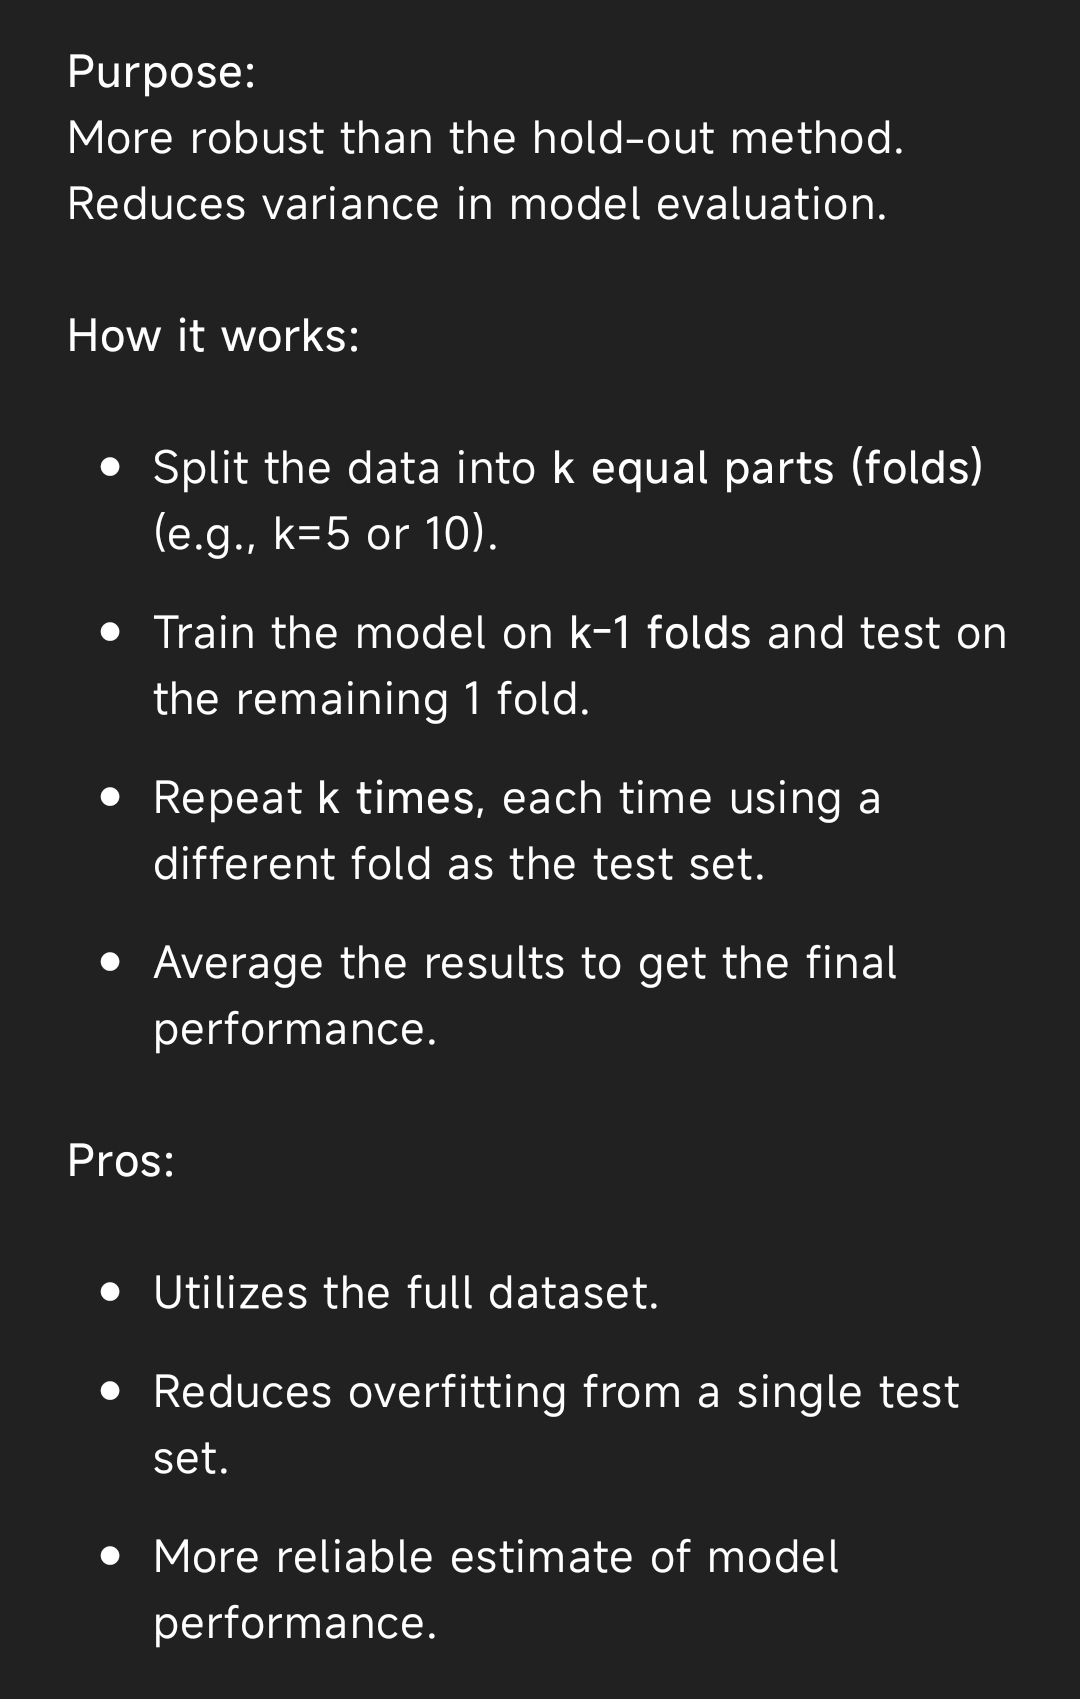 Purpose:
More robust than the hold-out method.
Reduces variance in model evaluation.
How it works:
• Split the data into k equal parts (folds)
(e.g., k=5 or 10).
• Train the model on k-1 folds and test on
the remaining 1 fold.
• Repeat k times, each time using a
different fold as the test set.
• Average the results to get the final
performance.
Pros:
• Utilizes the full dataset.
• Reduces overfitting from a single test
set.
• More reliable estimate of model
performance.